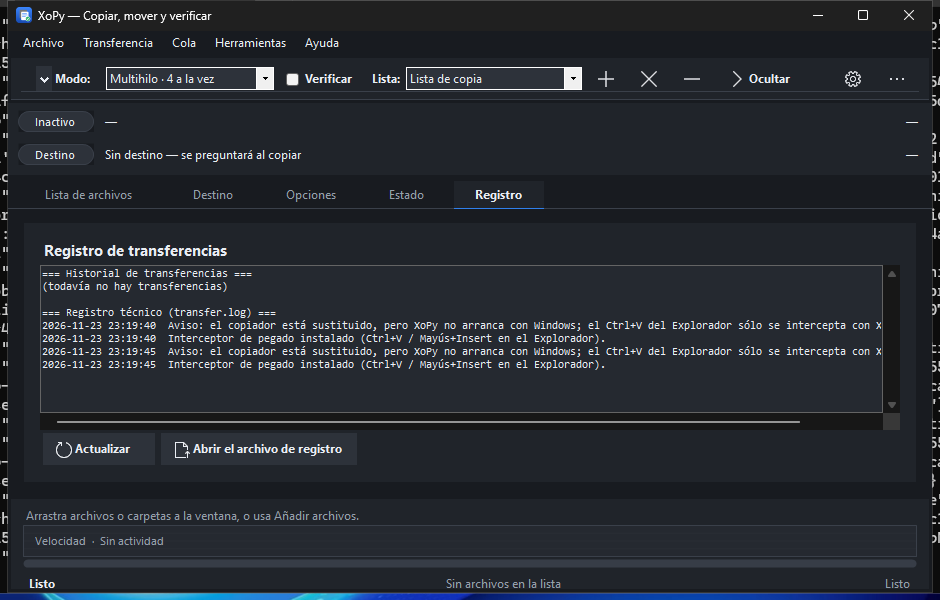 XoPy — Copiar, mover y verificar
Archivo Transferencia Cola Herramientas Ayuda
Modo: Multihilo · 4 a la vez Verificar Lista: Lista de copia Ocultar
Inactivo —
Destino Sin destino — se preguntará al copiar
Lista de archivos Destino Opciones Estado Registro
Registro de transferencias
=== Historial de transferencias ===
(todavía no hay transferencias)
=== Registro técnico (transfer.log) ===
2026-11-23 23:19:40 Aviso: el copiador está sustituido, pero XoPy no arranca con Windows; el Ctrl+V del Explorador sólo se intercepta con X
2026-11-23 23:19:40 Interceptor de pegado instalado (Ctrl+V / Mayús+Insert en el Explorador).
2026-11-23 23:19:45 Aviso: el copiador está sustituido, pero XoPy no arranca con Windows; el Ctrl+V del Explorador sólo se intercepta con X
2026-11-23 23:19:45 Interceptor de pegado instalado (Ctrl+V / Mayús+Insert en el Explorador).
Actualizar Abrir el archivo de registro
Arrastra archivos o carpetas a la ventana, o usa Añadir archivos.
Velocidad · Sin actividad
Listo Sin archivos en la lista Listo